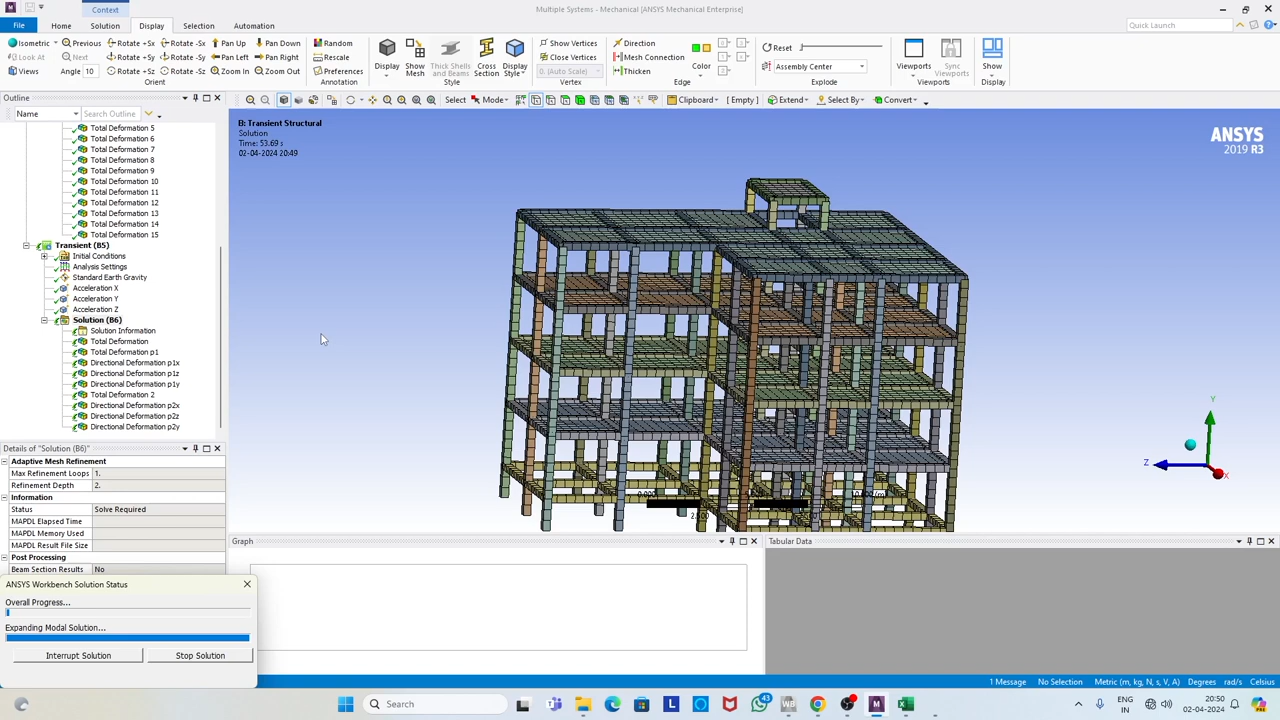 Context
Multiple Systems - Mechanical [ANSYS Mechanical Enterprise]
File Home Solution Display Selection Automation
Quick Launch
Isometric Previous Rotate +Sx Rotate -Sx Pan Up Pan Down
Look At Next Rotate +Sy Rotate -Sy Pan Left Pan Right
Views Angle 10 Rotate +Sz Rotate -Sz Zoom In Zoom Out
Orient
Random
Rescale
Preferences
Annotation
Display
Show Mesh
Thick Shells and Beams
Cross Section
Display Style
Style
Show Vertices
Close Vertices
0. (Auto Scale)
Vertex
Direction
Mesh Connection
Thicken
Color
Edge
Reset
Assembly Center
Explode
Viewports
Sync Viewports
Viewports
Show
Display
Outline
Name Search Outline
Select Mode Clipboard [ Empty ] Extend Select By Convert
Total Deformation 5
Total Deformation 6
Total Deformation 7
Total Deformation 8
Total Deformation 9
Total Deformation 10
Total Deformation 11
Total Deformation 12
Total Deformation 13
Total Deformation 14
Total Deformation 15
Transient (B5)
Initial Conditions
Analysis Settings
Standard Earth Gravity
Acceleration X
Acceleration Y
Acceleration Z
Solution (B6)
Solution Information
Total Deformation
Total Deformation p1
Directional Deformation p1x
Directional Deformation p1z
Directional Deformation p1y
Total Deformation 2
Directional Deformation p2x
Directional Deformation p2z
Directional Deformation p2y
B: Transient Structural
Solution
Time: 53.69 s
02-04-2024 20:49
ANSYS
2019 R3
Y
Z
X
0.000
2.500
Details of "Solution (B6)"
Adaptive Mesh Refinement
Max Refinement Loops 1.
Refinement Depth 2.
Information
Status Solve Required
MAPDL Elapsed Time
MAPDL Memory Used
MAPDL Result File Size
Post Processing
Beam Section Results No
Graph
Tabular Data
ANSYS Workbench Solution Status
Overall Progress...
Expanding Modal Solution...
Interrupt Solution Stop Solution
1 Message No Selection Metric (m, kg, N, s, V, A) Degrees rad/s Celsius
Search
43
ENG
IN
20:50
02-04-2024